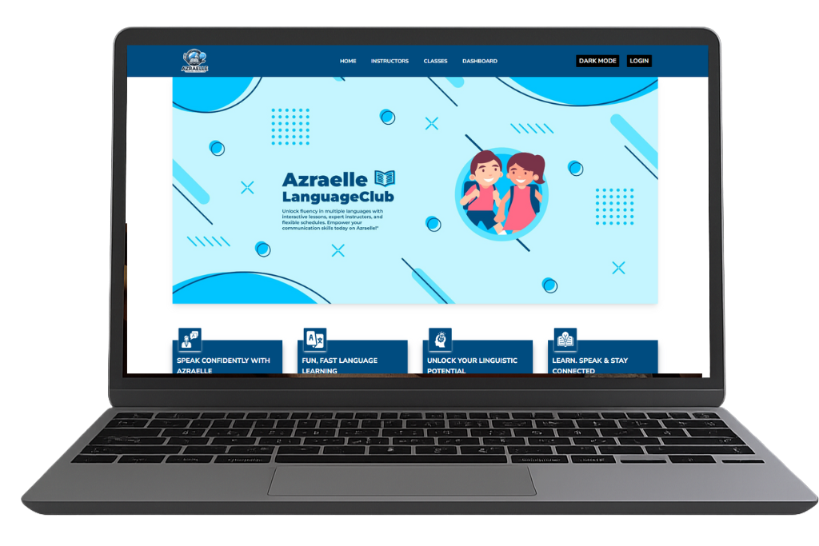 AZRAELLE
HOME INSTRUCTORS CLASSES DASHBOARD DARK MODE LOGIN
Azraelle
LanguageClub
Unlock fluency in multiple languages with
interactive lessons, expert instructors, and
flexible schedules. Empower your
communication skills today on Azraelle!"
SPEAK CONFIDENTLY WITH
AZRAELLE
FUN, FAST LANGUAGE
LEARNING
UNLOCK YOUR LINGUISTIC
POTENTIAL
LEARN, SPEAK & STAY
CONNECTED